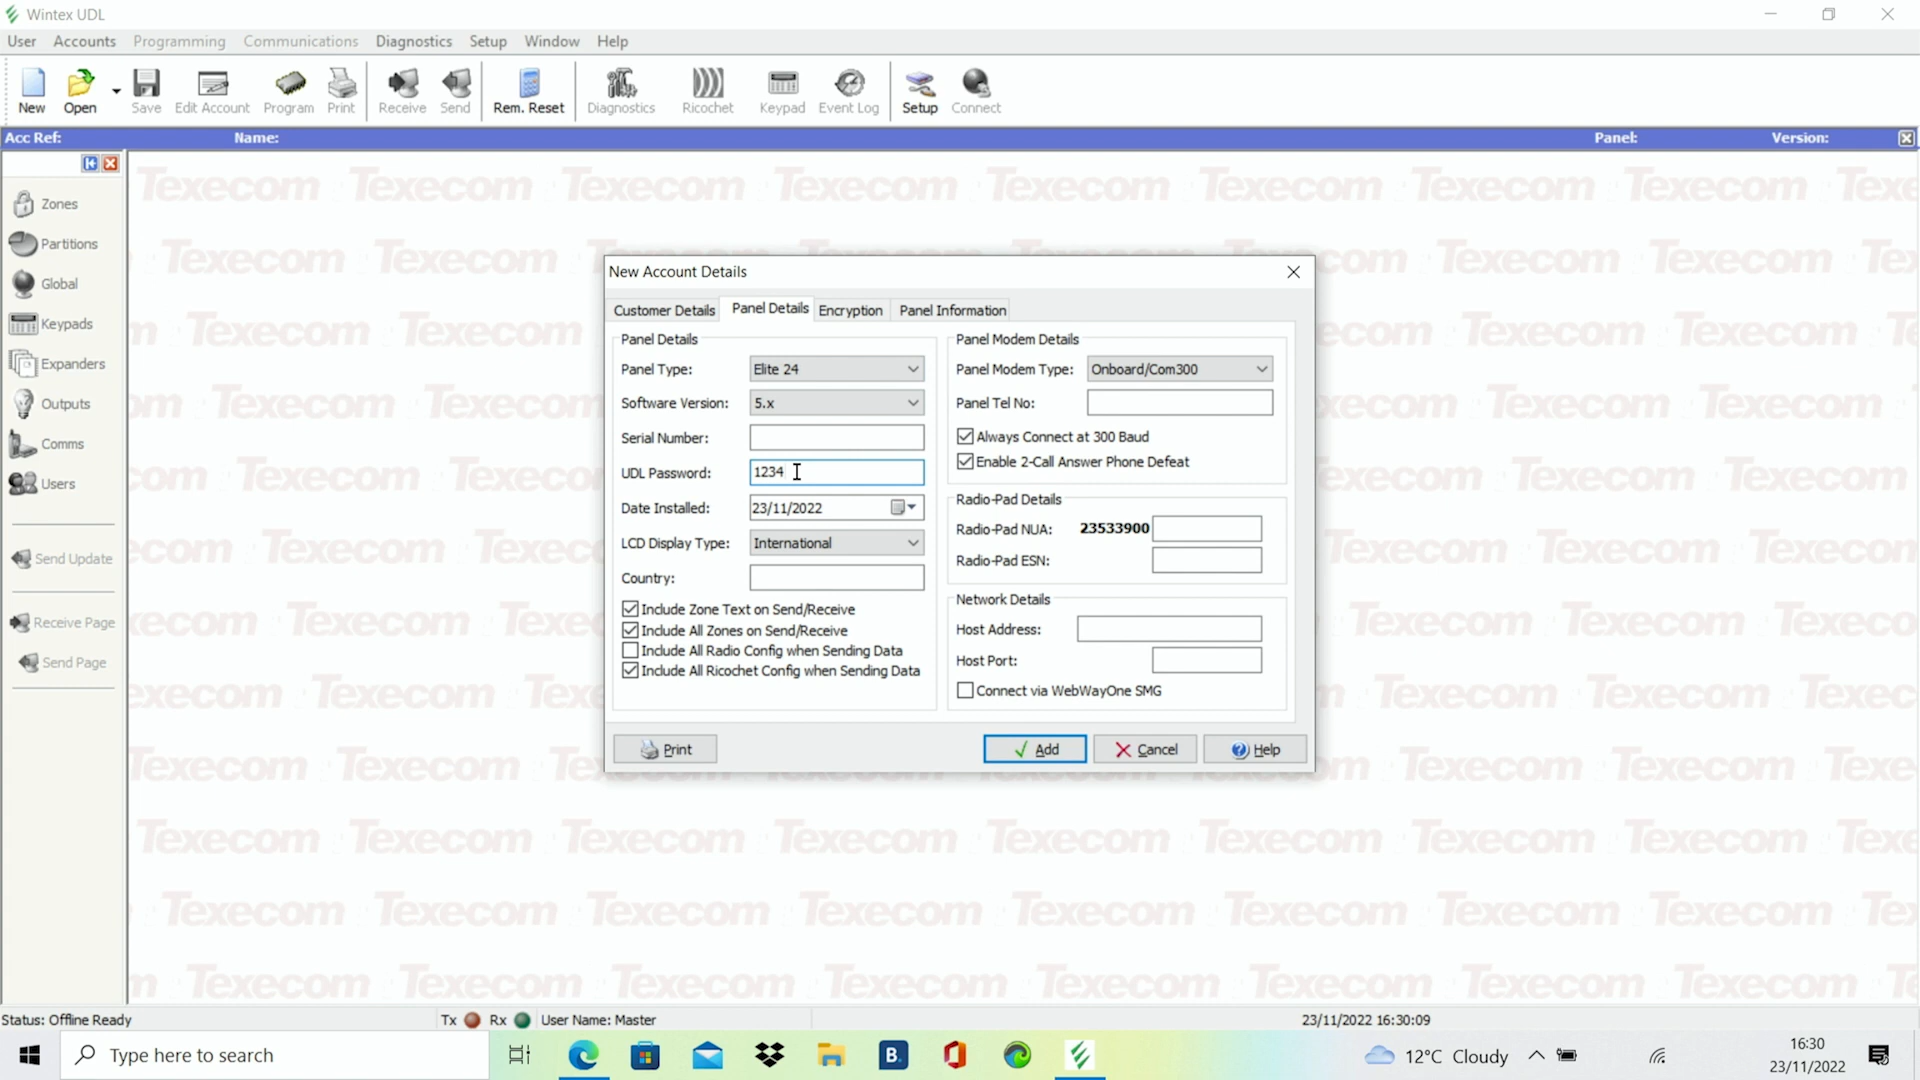 Wintex UDL
User Accounts Programming Communications Diagnostics Setup Window Help
New Open Save Edit Account Program Print Receive Send Rem. Reset Diagnostics Ricochet Keypad Event Log Setup Connect
Acc Ref: Name: Panel: Version:
Zones
Partitions
Global
Keypads
Expanders
Outputs
Comms
Users
Send Update
Receive Page
Send Page
Texecom Texecom Texecom Texecom Texecom Texecom Texecom Texecom
New Account Details
Customer Details Panel Details Encryption Panel Information
Panel Details
Panel Type: Elite 24
Software Version: 5.x
Serial Number:
UDL Password: 1234
Date Installed: 23/11/2022
LCD Display Type: International
Country:
Include Zone Text on Send/Receive
Include All Zones on Send/Receive
Include All Radio Config when Sending Data
Include All Ricochet Config when Sending Data
Panel Modem Details
Panel Modem Type: Onboard/Com300
Panel Tel No:
Always Connect at 300 Baud
Enable 2-Call Answer Phone Defeat
Radio-Pad Details
Radio-Pad NUA: 23533900
Radio-Pad ESN:
Network Details
Host Address:
Host Port:
Connect via WebWayOne SMG
Print Add Cancel Help
Status: Offline Ready Tx Rx User Name: Master 23/11/2022 16:30:09
Type here to search B. 12°C Cloudy 16:30
23/11/2022